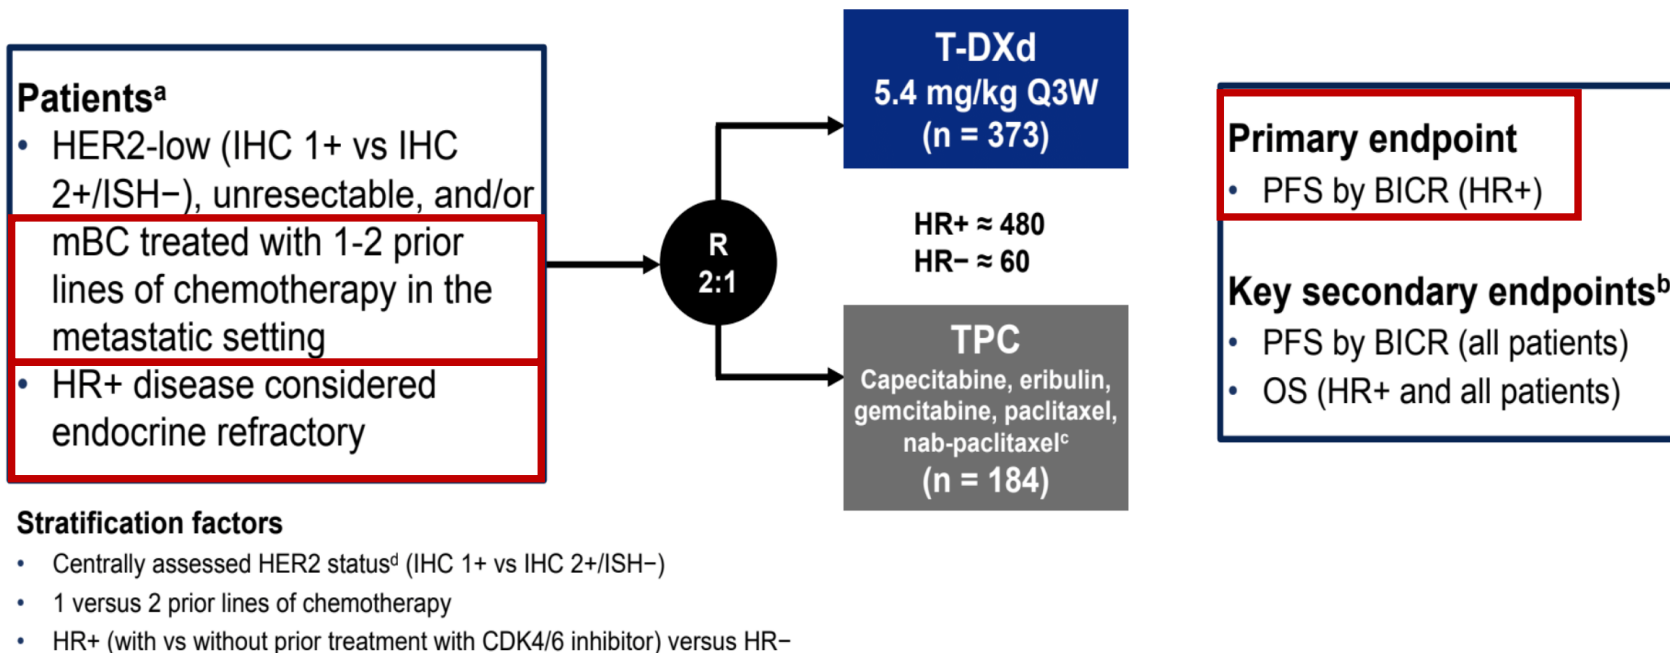 Patientsᵃ
• HER2-low (IHC 1+ vs IHC
2+/ISH−), unresectable, and/or
mBC treated with 1-2 prior
lines of chemotherapy in the
metastatic setting
• HR+ disease considered
endocrine refractory
R
2:1
T-DXd
5.4 mg/kg Q3W
(n = 373)
HR+ ≈ 480
HR− ≈ 60
TPC
Capecitabine, eribulin,
gemcitabine, paclitaxel,
nab-paclitaxelᶜ
(n = 184)
Primary endpoint
• PFS by BICR (HR+)
Key secondary endpointsᵇ
• PFS by BICR (all patients)
• OS (HR+ and all patients)
Stratification factors
• Centrally assessed HER2 statusᵈ (IHC 1+ vs IHC 2+/ISH−)
• 1 versus 2 prior lines of chemotherapy
• HR+ (with vs without prior treatment with CDK4/6 inhibitor) versus HR−